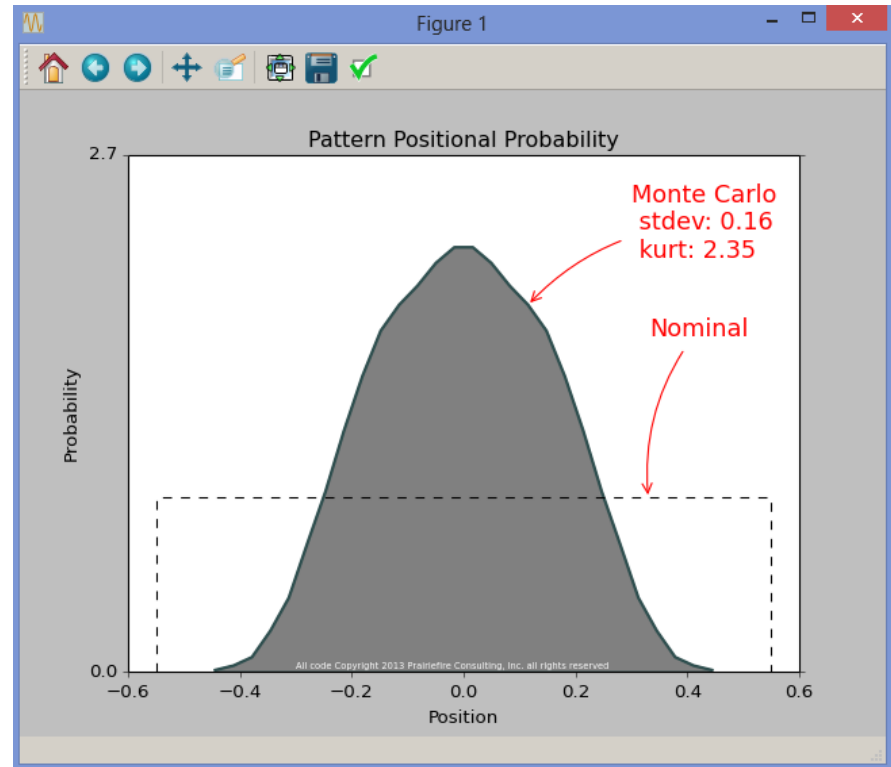 Figure 1
Pattern Positional Probability
2.7
Monte Carlo
stdev: 0.16
kurt: 2.35
Nominal
Probability
All code Copyright 2013 Prairiefire Consulting, Inc. all rights reserved
0.0
−0.6 −0.4 −0.2 0.0 0.2 0.4 0.6
Position